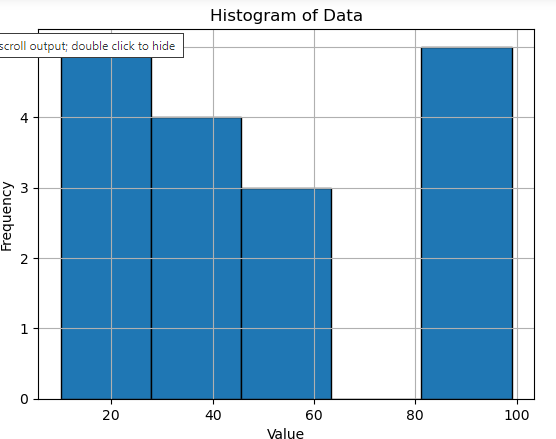 Histogram of Data
scroll output; double click to hide
4
3
2
1
0
Frequency
20 40 60 80 100
Value